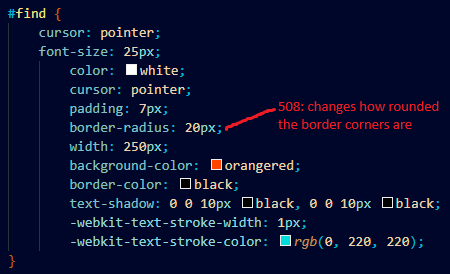 #find {
cursor: pointer;
font-size: 25px;
color: white;
cursor: pointer;
padding: 7px;
border-radius: 20px;
508: changes how rounded
the border corners are
width: 250px;
background-color: orangered;
border-color: black;
text-shadow: 0 0 10px black, 0 0 10px black;
-webkit-text-stroke-width: 1px;
-webkit-text-stroke-color: rgb(0, 220, 220);
}